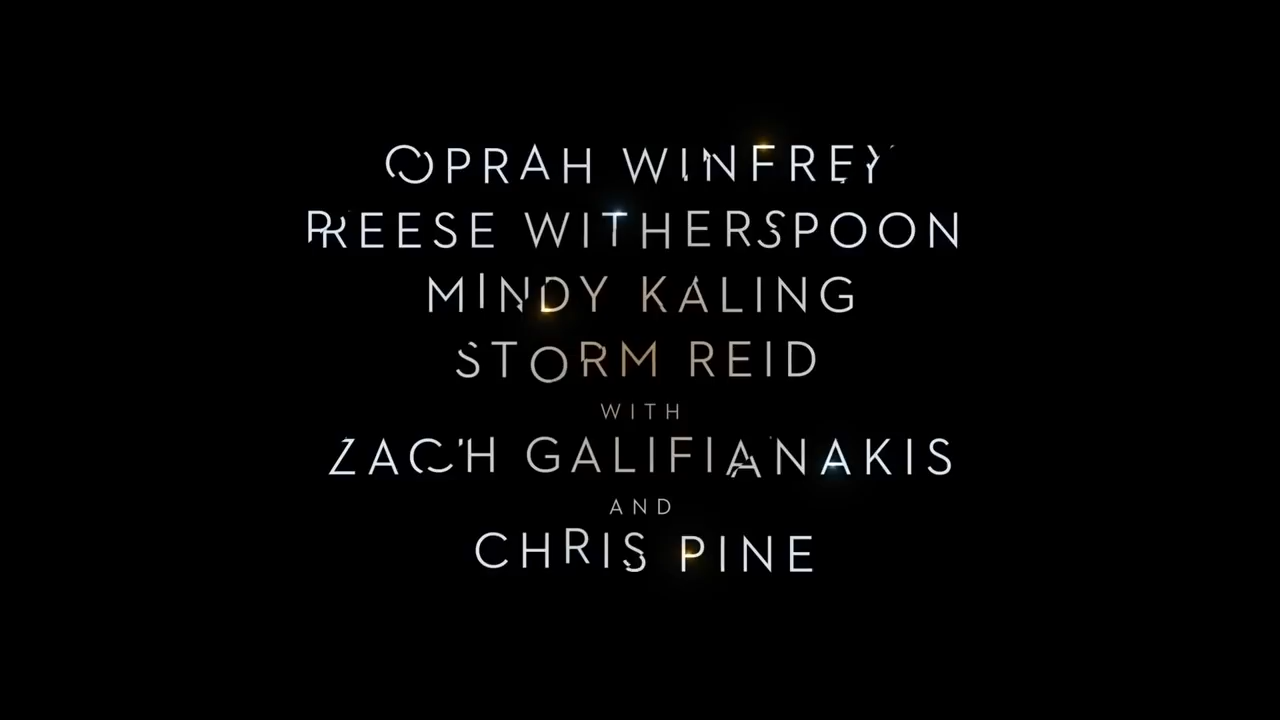 OPRAH WINFREY
REESE WITHERSPOON
MINDY KALING
STORM REID
WITH
ZACH GALIFIANAKIS
AND
CHRIS PINE